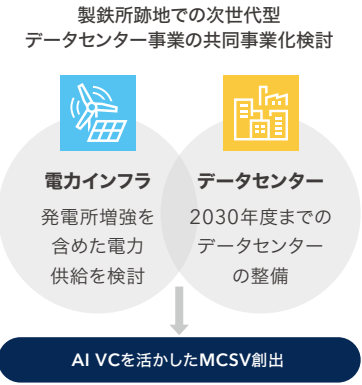 製鉄所跡地での次世代型
データセンター事業の共同事業化検討
電力インフラ
発電所増強を
含めた電力
供給を検討
データセンター
2030年度までの
データセンター
の整備
AI VCを活かしたMCSV創出